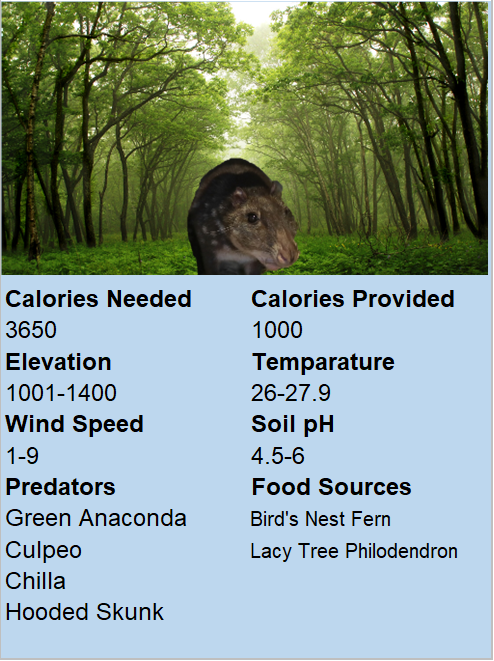 Calories Needed
3650
Calories Provided
1000
Elevation
1001-1400
Temparature
26-27.9
Wind Speed
1-9
Soil pH
4.5-6
Predators
Green Anaconda
Culpeo
Chilla
Hooded Skunk
Food Sources
Bird's Nest Fern
Lacy Tree Philodendron